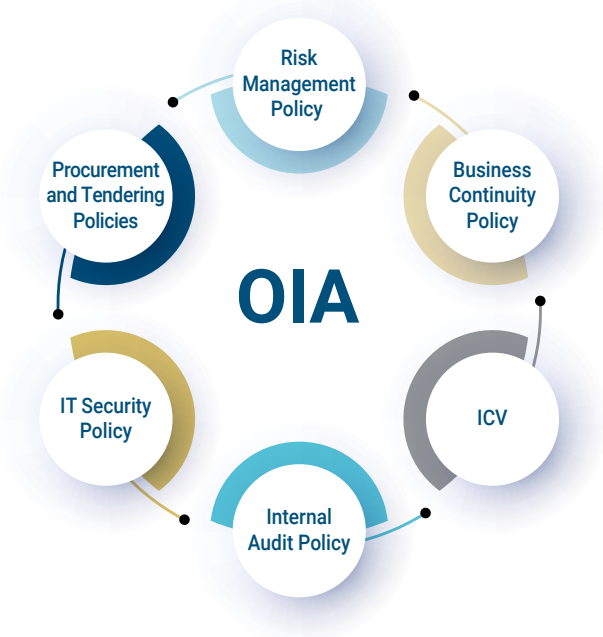 Risk
Management
Policy
Procurement
and Tendering
Policies
Business
Continuity
Policy
OIA
IT Security
Policy
ICV
Internal
Audit Policy